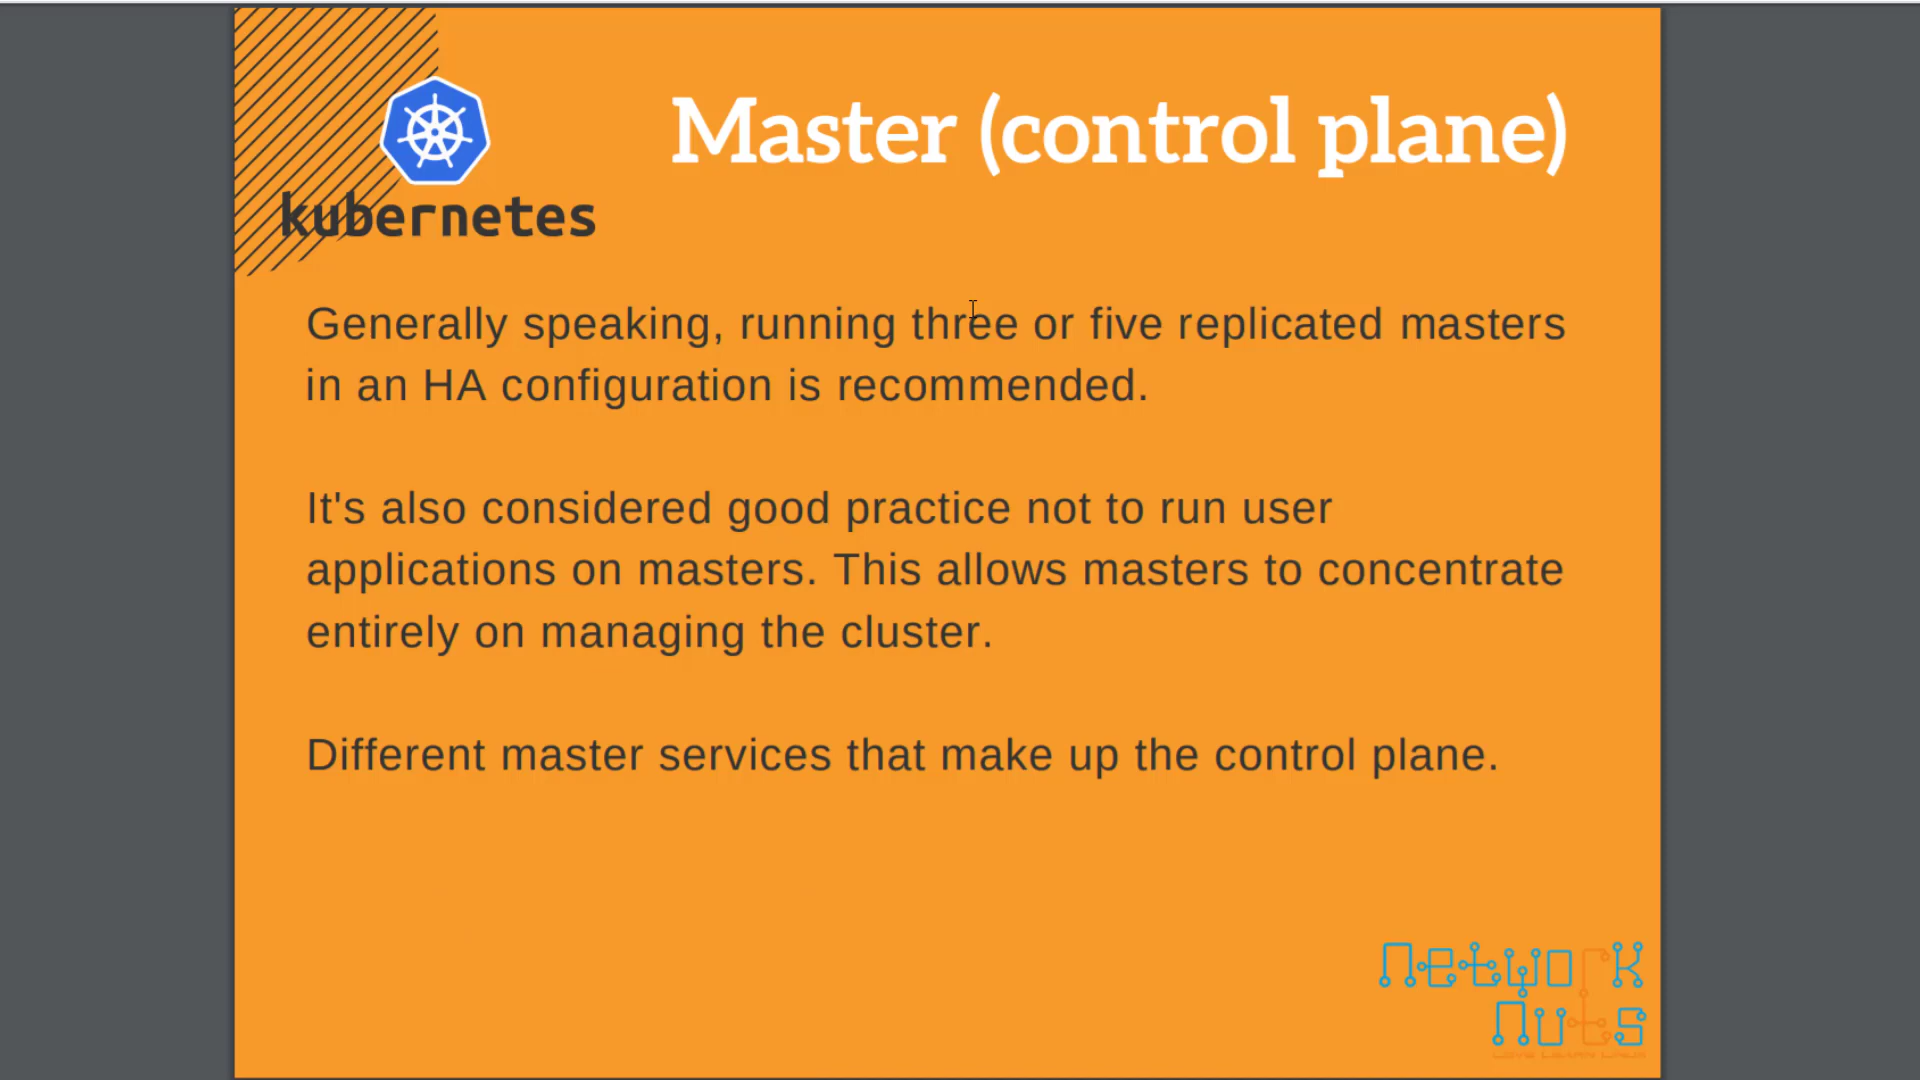 Master (control plane)
kubernetes
Generally speaking, running three or five replicated masters
in an HA configuration is recommended.
It's also considered good practice not to run user
applications on masters. This allows masters to concentrate
entirely on managing the cluster.
Different master services that make up the control plane.
network
nuts